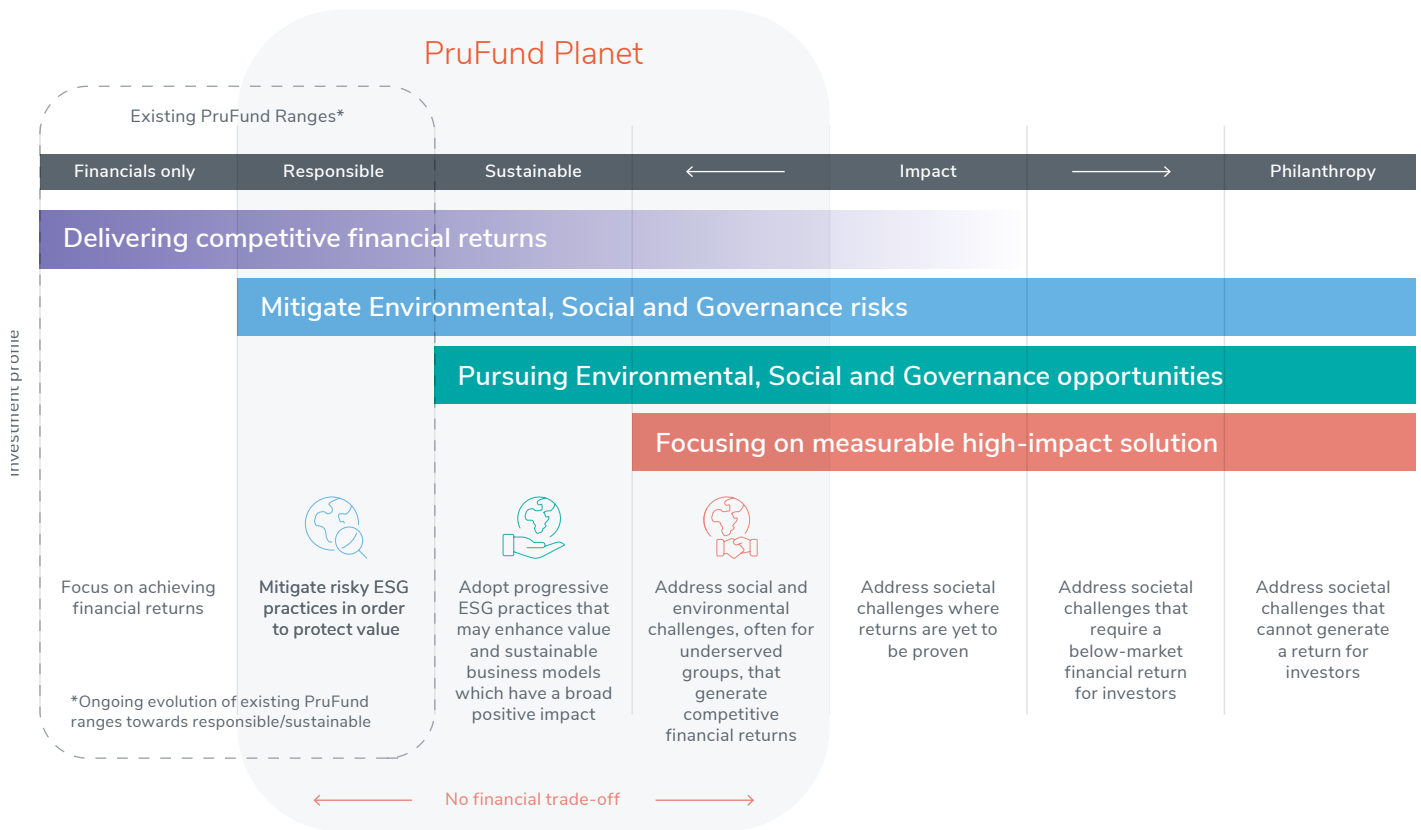 PruFund Planet
Existing PruFund Ranges*
Financials only
Responsible
Sustainable
Impact
Philanthropy
Delivering competitive financial returns
Mitigate Environmental, Social and Governance risks
Pursuing Environmental, Social and Governance opportunities
Focusing on measurable high-impact solution
Investment profile
Focus on achieving
financial returns
Mitigate risky ESG
practices in order
to protect value
Adopt progressive
ESG practices that
may enhance value
and sustainable
business models
which have a broad
positive impact
Address social and
environmental
challenges, often for
underserved
groups, that
generate
competitive
financial returns
Address societal
challenges where
returns are yet to
be proven
Address societal
challenges that
require a
below-market
financial return
for investors
Address societal
challenges that
cannot generate
a return for
investors
*Ongoing evolution of existing PruFund
ranges towards responsible/sustainable
No financial trade-off